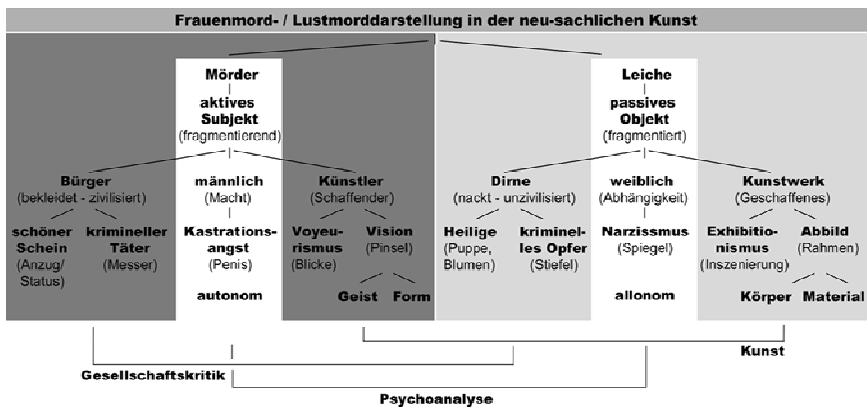 Frauenmord- / Lustmorddarstellung in der neu-sachlichen Kunst
Mörder
aktives
Subjekt
(fragmentierend)
Bürger
(bekleidet - zivilisiert)
männlich
(Macht)
Künstler
(Schaffender)
schöner
Schein
(Anzug/
Status)
krimineller
Täter
(Messer)
Kastrations-
angst
(Penis)
autonom
Voyeu-
rismus
(Blicke)
Vision
(Pinsel)
Geist
Form
Leiche
passives
Objekt
(fragmentiert)
Dirne
(nackt - unzivilisiert)
weiblich
(Abhängigkeit)
Kunstwerk
(Geschaffenes)
Heilige
(Puppe,
Blumen)
kriminel-
les Opfer
(Stiefel)
Narzissmus
(Spiegel)
allonom
Exhibitio-
nismus
(Inszenierung)
Abbild
(Rahmen)
Körper
Material
Kunst
Gesellschaftskritik
Psychoanalyse